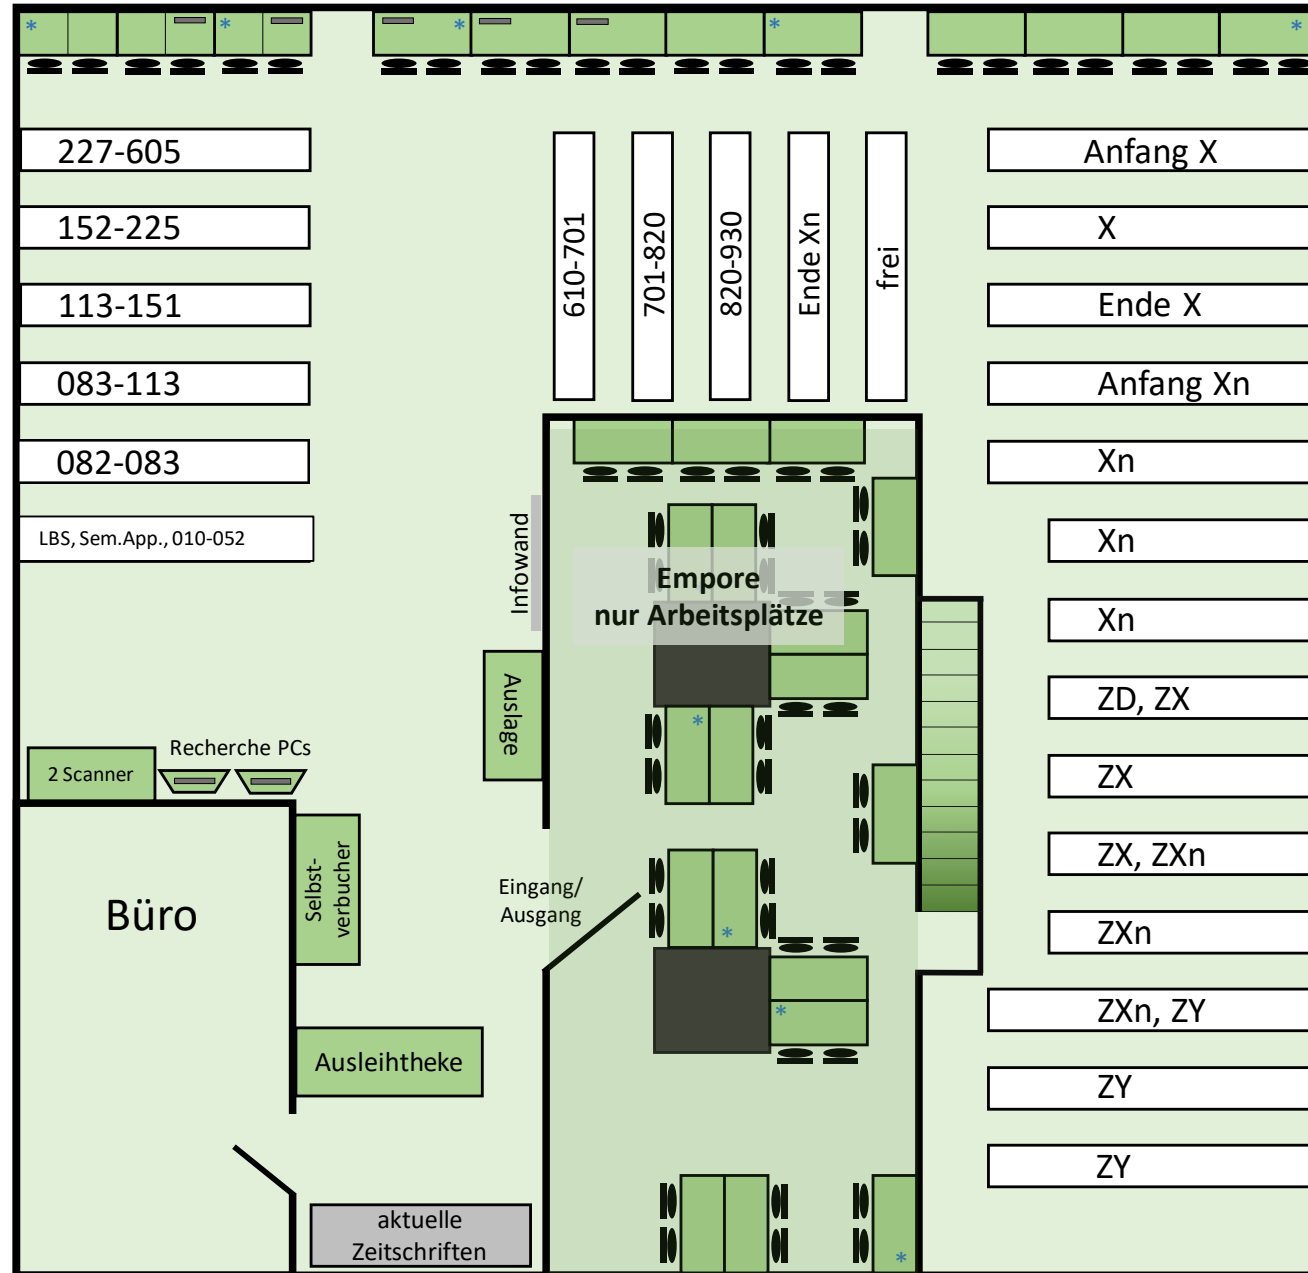 *
*
*
*
*
227-605
152-225
113-151
083-113
082-083
LBS, Sem.App., 010-052
610-701
701-820
820-930
Ende Xn
frei
Anfang X
X
Ende X
Anfang Xn
Xn
Xn
Xn
ZD, ZX
ZX
ZX, ZXn
ZXn
ZXn, ZY
ZY
ZY
Infowand
Empore
nur Arbeitsplätze
Auslage
*
Recherche PCs
2 Scanner
Selbst-
verbucher
Eingang/
Ausgang
*
*
Büro
Ausleihtheke
aktuelle
Zeitschriften
*